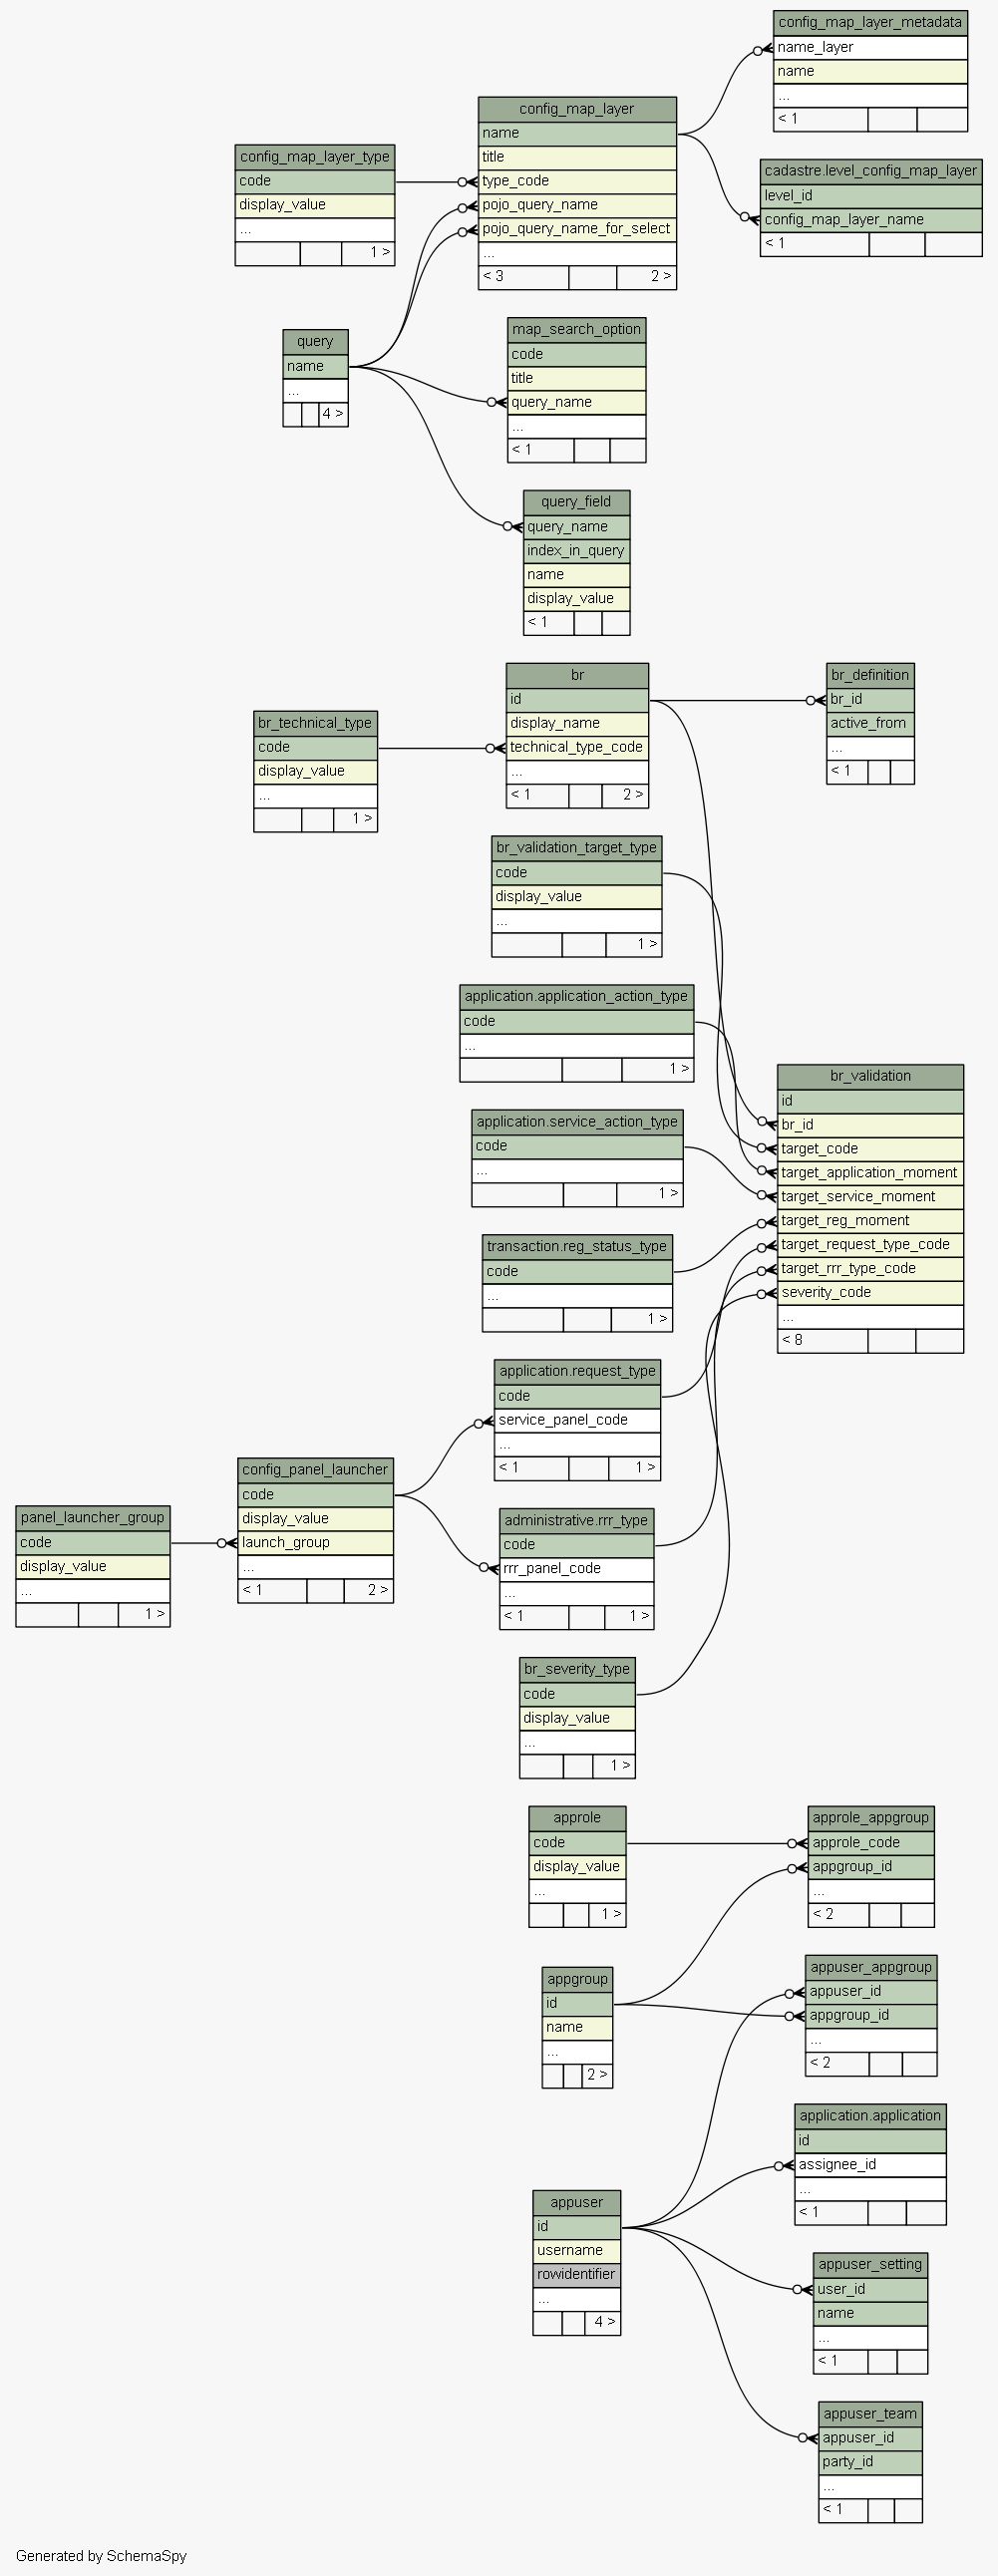 config_map_layer_metadata
name_layer
name
...
< 1
config_map_layer
name
title
type_code
pojo_query_name
pojo_query_name_for_select
...
< 3 2 >
config_map_layer_type
code
display_value
...
1 >
cadastre.level_config_map_layer
level_id
config_map_layer_name
< 1
query
name
...
4 >
map_search_option
code
title
query_name
...
< 1
query_field
query_name
index_in_query
name
display_value
< 1
br
id
display_name
technical_type_code
...
< 1 2 >
br_definition
br_id
active_from
...
< 1
br_technical_type
code
display_value
...
1 >
br_validation_target_type
code
display_value
...
1 >
application.application_action_type
code
...
1 >
br_validation
id
br_id
target_code
target_application_moment
target_service_moment
target_reg_moment
target_request_type_code
target_rrr_type_code
severity_code
...
< 8
application.service_action_type
code
...
1 >
transaction.reg_status_type
code
...
1 >
application.request_type
code
service_panel_code
...
< 1 1 >
config_panel_launcher
code
display_value
launch_group
...
< 1 2 >
panel_launcher_group
code
display_value
...
1 >
administrative.rrr_type
code
rrr_panel_code
...
< 1 1 >
br_severity_type
code
display_value
...
1 >
approle
code
display_value
...
1 >
approle_appgroup
approle_code
appgroup_id
...
< 2
appgroup
id
name
...
2 >
appuser_appgroup
appuser_id
appgroup_id
...
< 2
application.application
id
assignee_id
...
< 1
appuser
id
username
rowidentifier
...
4 >
appuser_setting
user_id
name
...
< 1
appuser_team
appuser_id
party_id
...
< 1
Generated by SchemaSpy